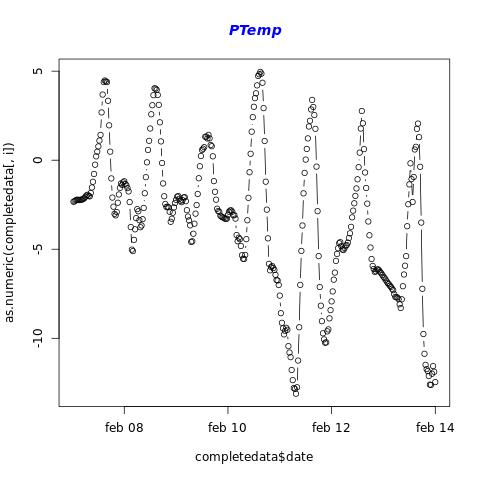 PTemp
as.numeric(completedata[, i])
5
0
-5
-10
feb 08
feb 10
feb 12
feb 14
completedata$date